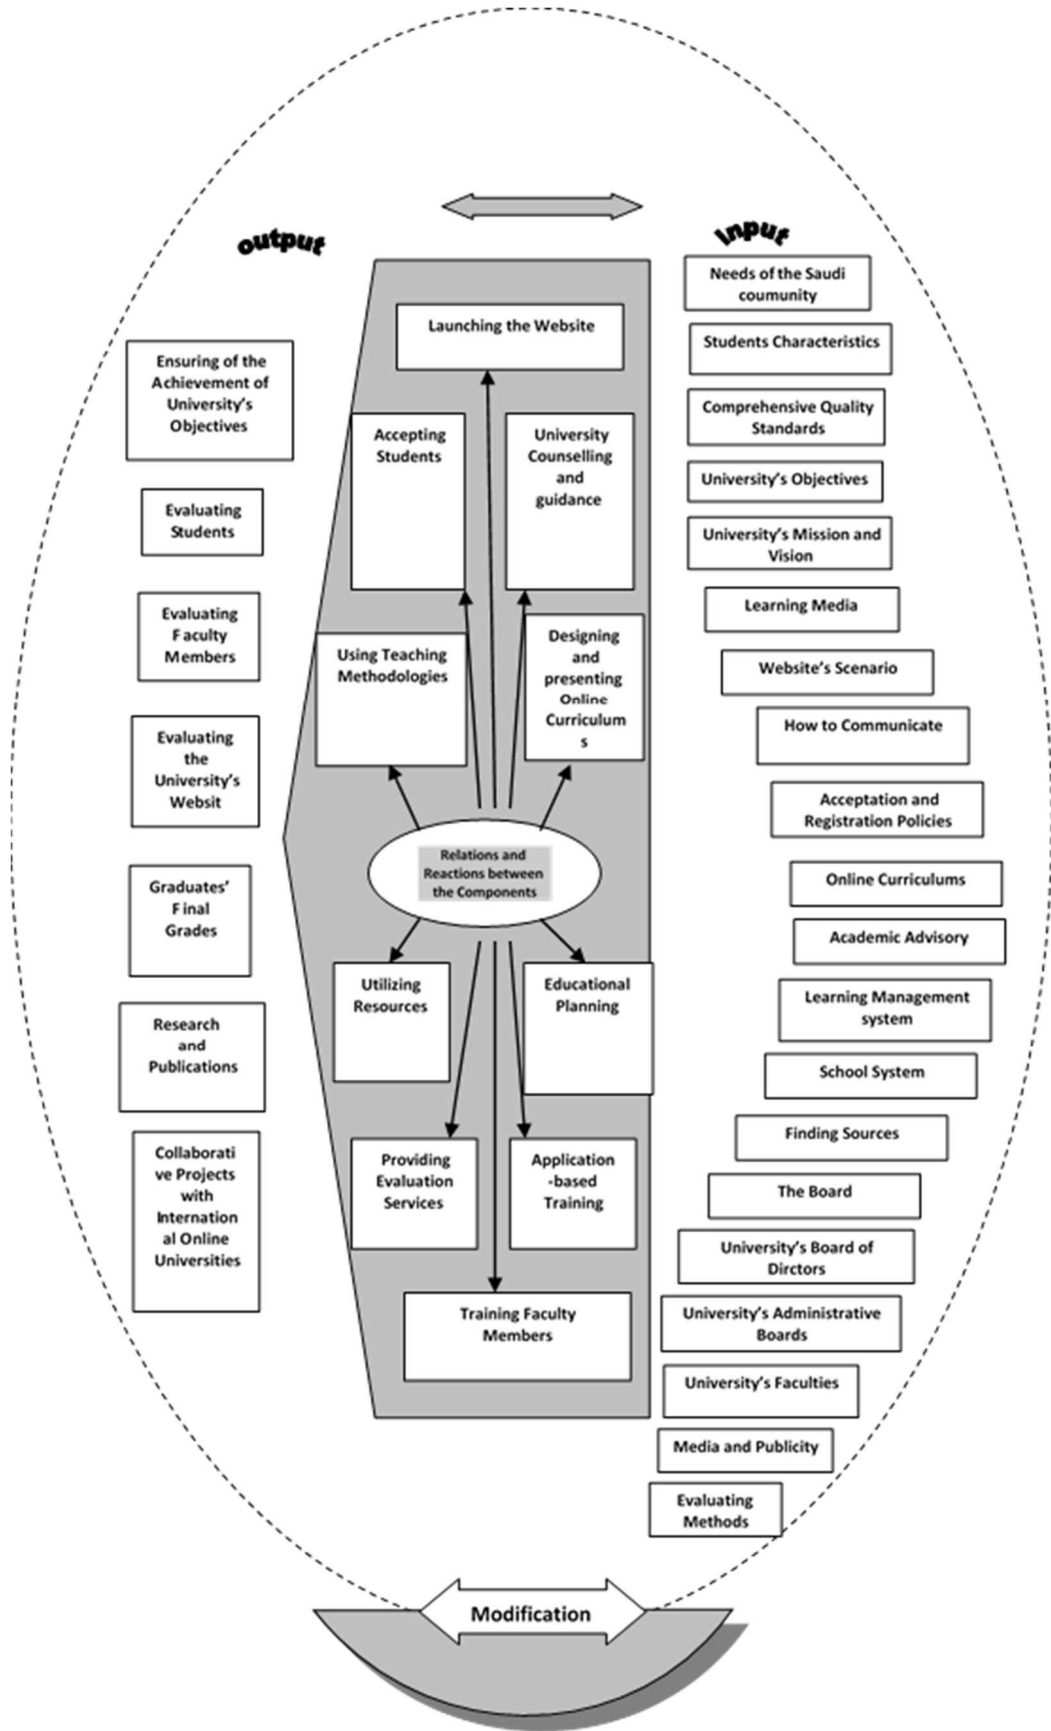 output
Input
Ensuring of the
Achievement of
University's
Objectives
Evaluating
Students
Evaluating
Faculty
Members
Evaluating
the
University's
Websit
Graduates'
Final
Grades
Research
and
Publications
Collaborati
ve Projects
with
Internation
al Online
Universities
Launching the Website
Accepting
Students
University
Counselling
and
guidance
Using Teaching
Methodologies
Designing
and
presenting
Online
Curriculum
s
Relations and
Reactions between
the Components
Utilizing
Resources
Educational
Planning
Providing
Evaluation
Services
Application
-based
Training
Training Faculty
Members
Needs of the Saudi
coumunity
Students Characteristics
Comprehensive Quality
Standards
University's Objectives
University's Mission and
Vision
Learning Media
Website's Scenario
How to Communicate
Acceptation and
Registration Policies
Online Curriculums
Academic Advisory
Learning Management
system
School System
Finding Sources
The Board
University's Board of
Dirctors
University's Administrative
Boards
University's Faculties
Media and Publicity
Evaluating
Methods
Modification